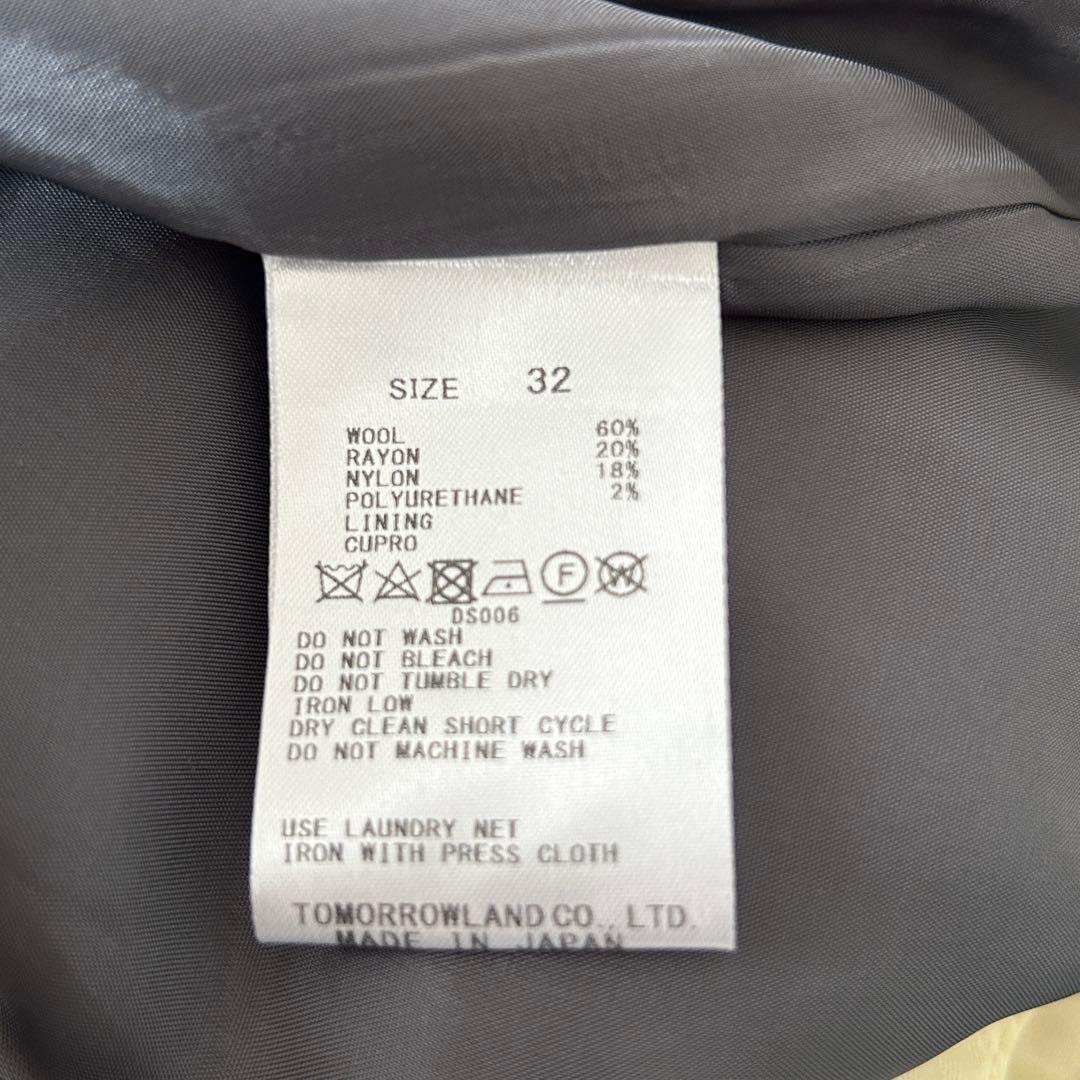 SIZE 32
WOOL 60%
RAYON 20%
NYLON 18%
POLYURETHANE 2%
LINING
CUPRO
F W
DS006
DO NOT WASH
DO NOT BLEACH
DO NOT TUMBLE DRY
IRON LOW
DRY CLEAN SHORT CYCLE
DO NOT MACHINE WASH
USE LAUNDRY NET
IRON WITH PRESS CLOTH
TOMORROWLAND CO., LTD.
MADE IN JAPAN